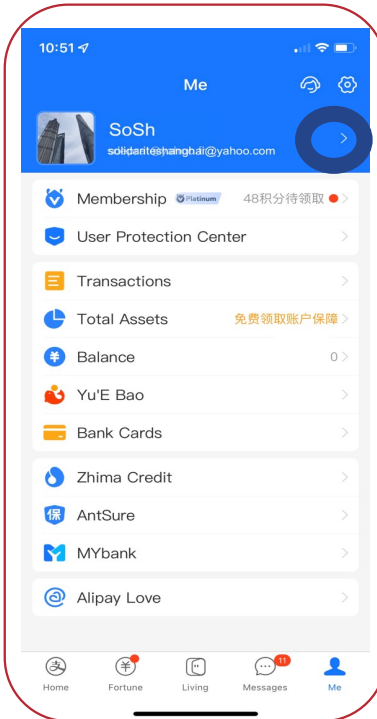 10:51
Me
SoSh
@yahoo.com
Membership Platinum 48积分待领取
User Protection Center
Transactions
Total Assets 免费领取账户保障
Balance 0
Yu'E Bao
Bank Cards
Zhima Credit
保 AntSure
MYbank
Alipay Love
支 11
Home Fortune Living Messages Me